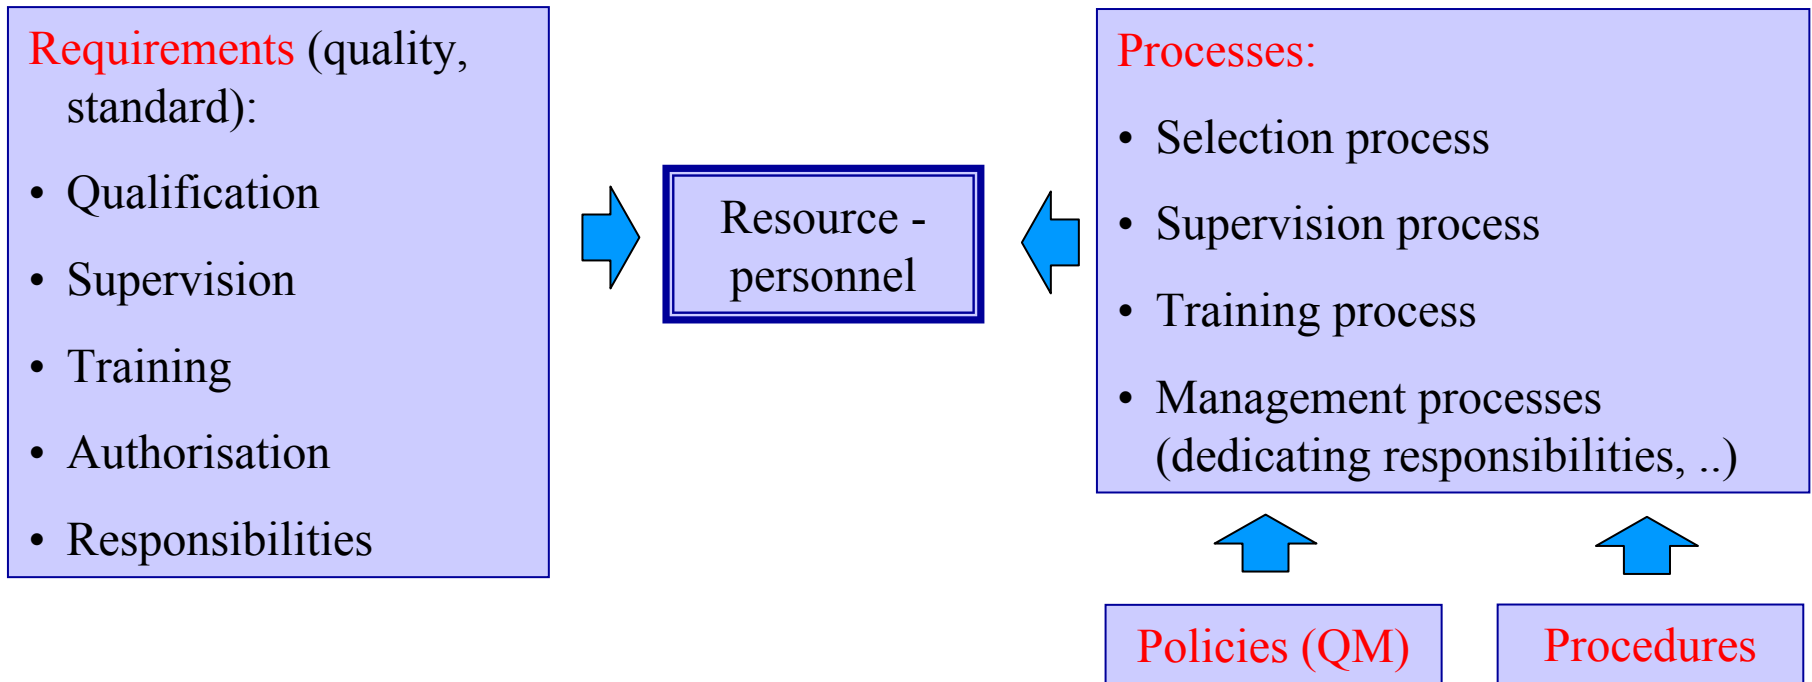 Requirements (quality,
standard):
• Qualification
• Supervision
• Training
• Authorisation
• Responsibilities
Resource -
personnel
Processes:
• Selection process
• Supervision process
• Training process
• Management processes
(dedicating responsibilities, ..)
Policies (QM)
Procedures